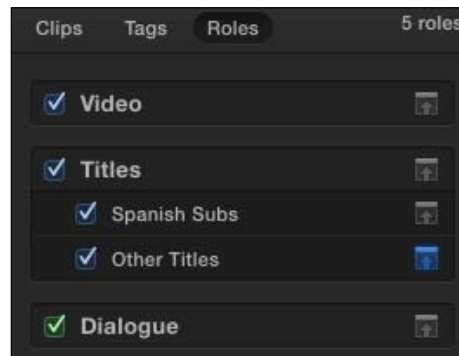 Clips Tags Roles 5 roles
Video
Titles
Spanish Subs
Other Titles
Dialogue